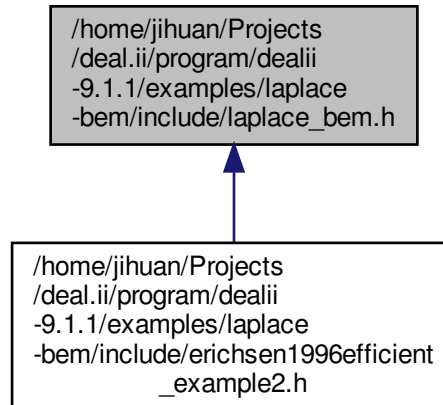 /home/jihuan/Projects
/deal.ii/program/dealii
-9.1.1/examples/laplace
-bem/include/laplace_bem.h
/home/jihuan/Projects
/deal.ii/program/dealii
-9.1.1/examples/laplace
-bem/include/erichsen1996efficient
_example2.h